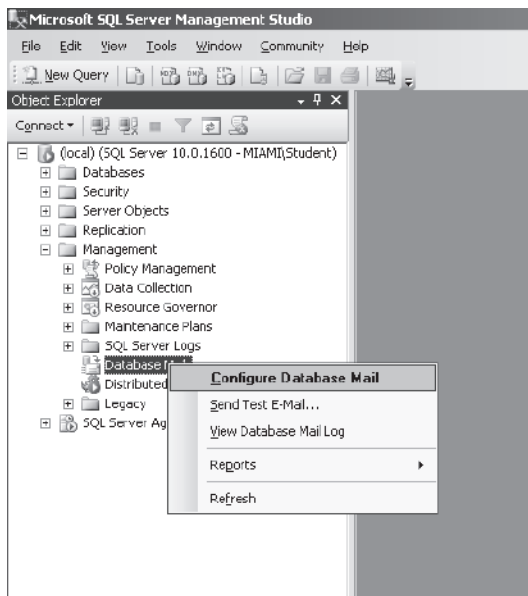 Microsoft SQL Server Management Studio
File Edit View Tools Window Community Help
New Query
Object Explorer
Connect
(local) (SQL Server 10.0.1600 - MIAMI\Student)
Databases
Security
Server Objects
Replication
Management
Policy Management
Data Collection
Resource Governor
Maintenance Plans
SQL Server Logs
Database
Distributed
Legacy
SQL Server Ag
Configure Database Mail
Send Test E-Mail...
View Database Mail Log
Reports
Refresh